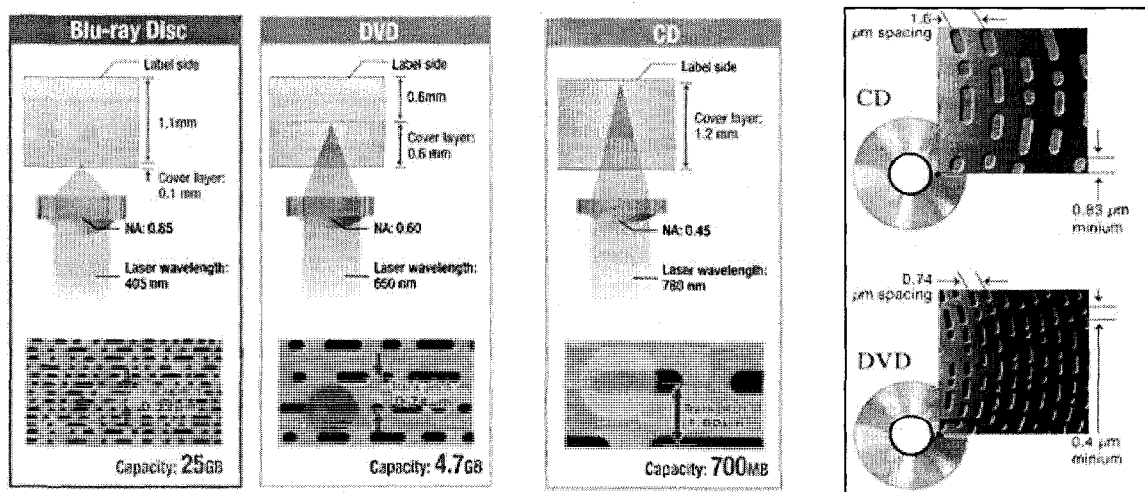 Blu-ray Disc
Label side
1.1mm
Cover layer:
0.1 mm
NA: 0.85
Laser wavelength:
405 nm
Capacity: 25GB
DVD
Label side
0.6mm
Cover layer:
0.6 mm
NA: 0.60
Laser wavelength:
650 nm
0.74
Capacity: 4.7GB
CD
Label side
Cover layer:
1.2 mm
NA: 0.45
Laser wavelength:
780 nm
Capacity: 700MB
1.6
µm spacing
CD
0.83 µm
minium
0.74
µm spacing
DVD
0.4 µm
minium